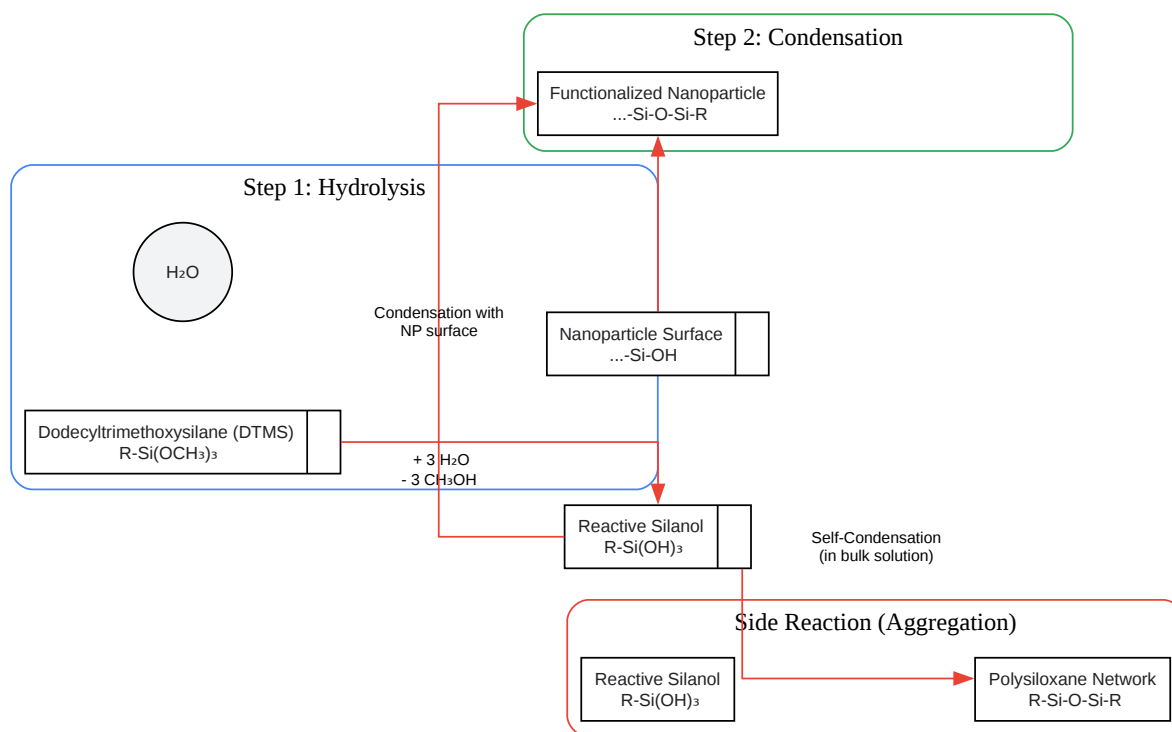 Step 2: Condensation
Functionalized Nanoparticle
...-Si-O-Si-R
Step 1: Hydrolysis
H₂O
Condensation with
NP surface
Nanoparticle Surface
...-Si-OH
Dodecyltrimethoxysilane (DTMS)
R-Si(OCH₃)₃
+ 3 H₂O
- 3 CH₃OH
Reactive Silanol
R-Si(OH)₃
Self-Condensation
(in bulk solution)
Side Reaction (Aggregation)
Reactive Silanol
R-Si(OH)₃
Polysiloxane Network
R-Si-O-Si-R